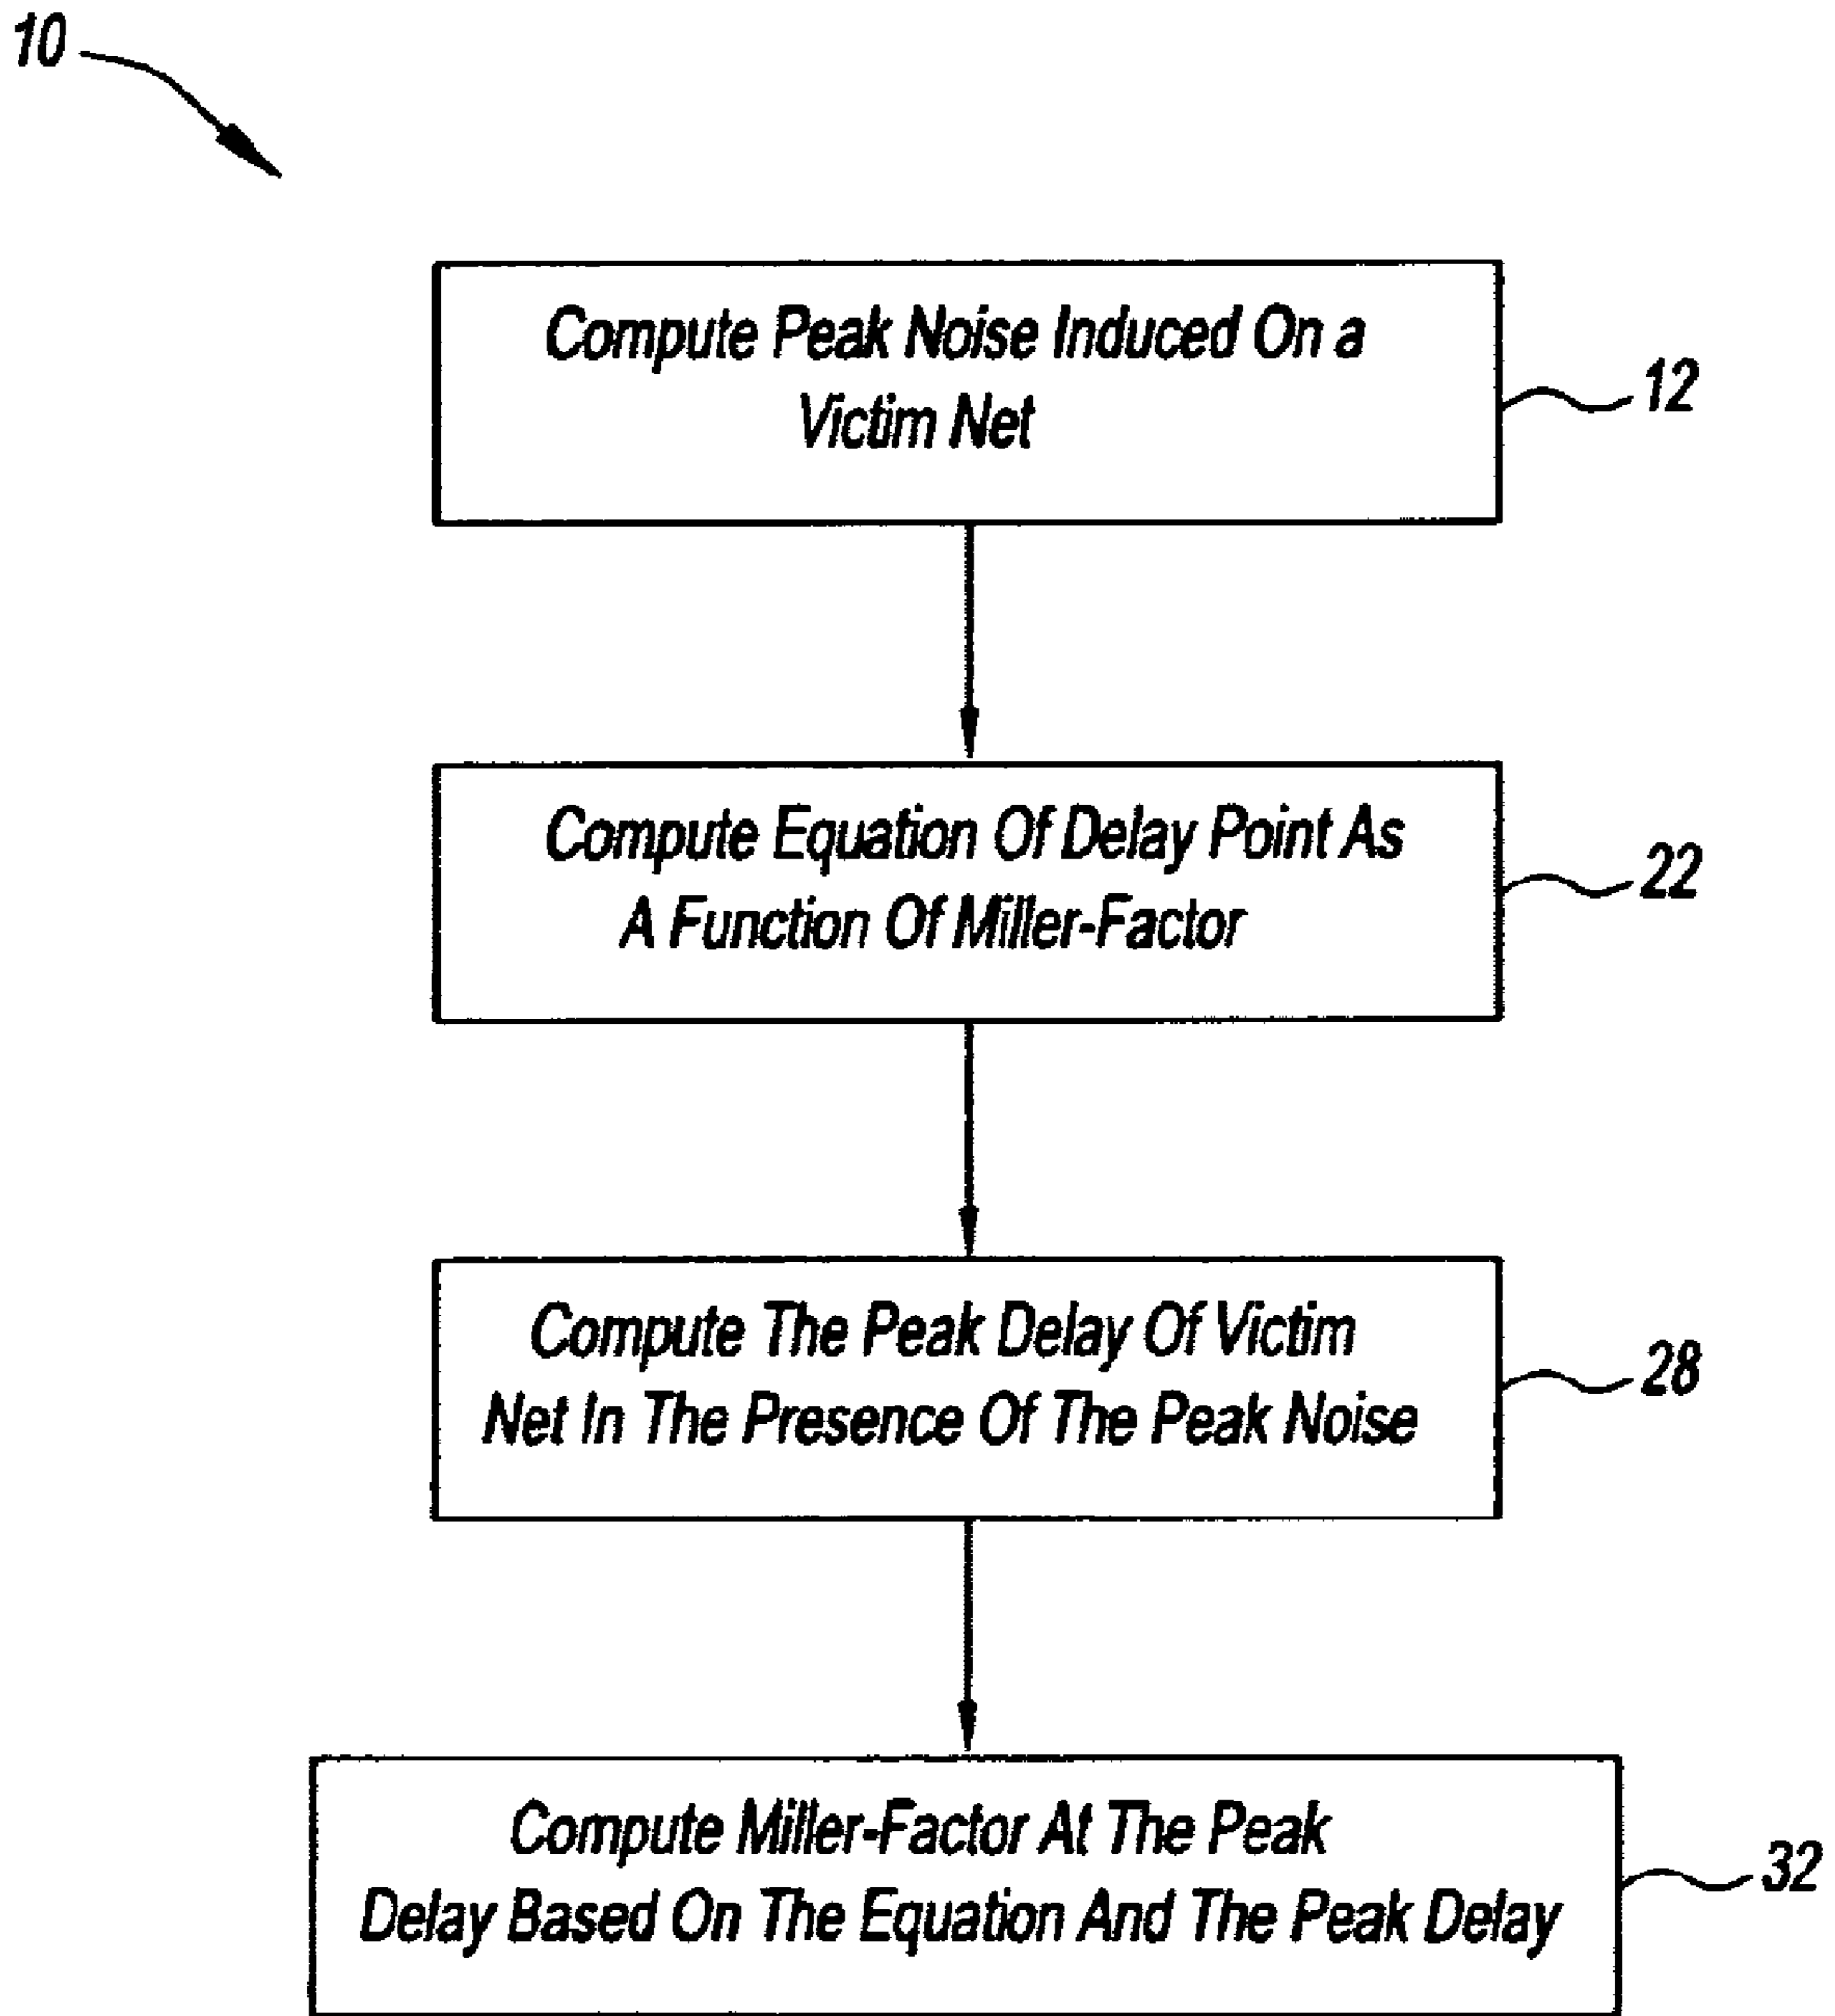 10
Compute Peak Noise Induced On a
Victim Net
12
Compute Equation Of Delay Point As
A Function Of Miller-Factor
22
Compute The Peak Delay Of Victim
Net In The Presence Of The Peak Noise
28
Compute Miller-Factor At The Peak
Delay Based On The Equation And The Peak Delay
32